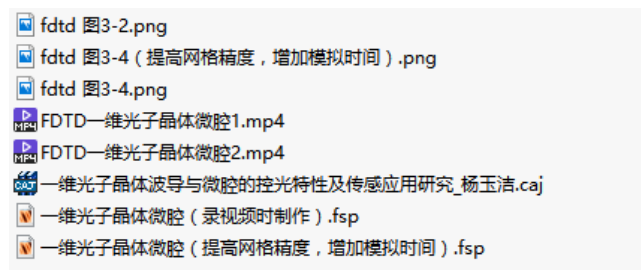 fdtd 图3-2.png
fdtd 图3-4（提高网格精度，增加模拟时间）.png
fdtd 图3-4.png
FDTD一维光子晶体微腔1.mp4
FDTD一维光子晶体微腔2.mp4
一维光子晶体波导与微腔的控光特性及传感应用研究_杨玉洁.caj
一维光子晶体微腔（录视频时制作）.fsp
一维光子晶体微腔（提高网格精度，增加模拟时间）.fsp